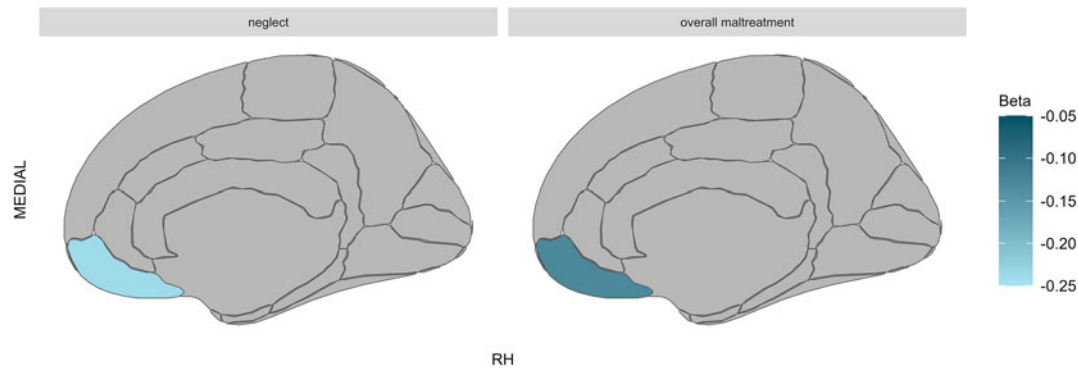 neglect
overall maltreatment
MEDIAL
RH
Beta
-0.05
-0.10
-0.15
-0.20
-0.25